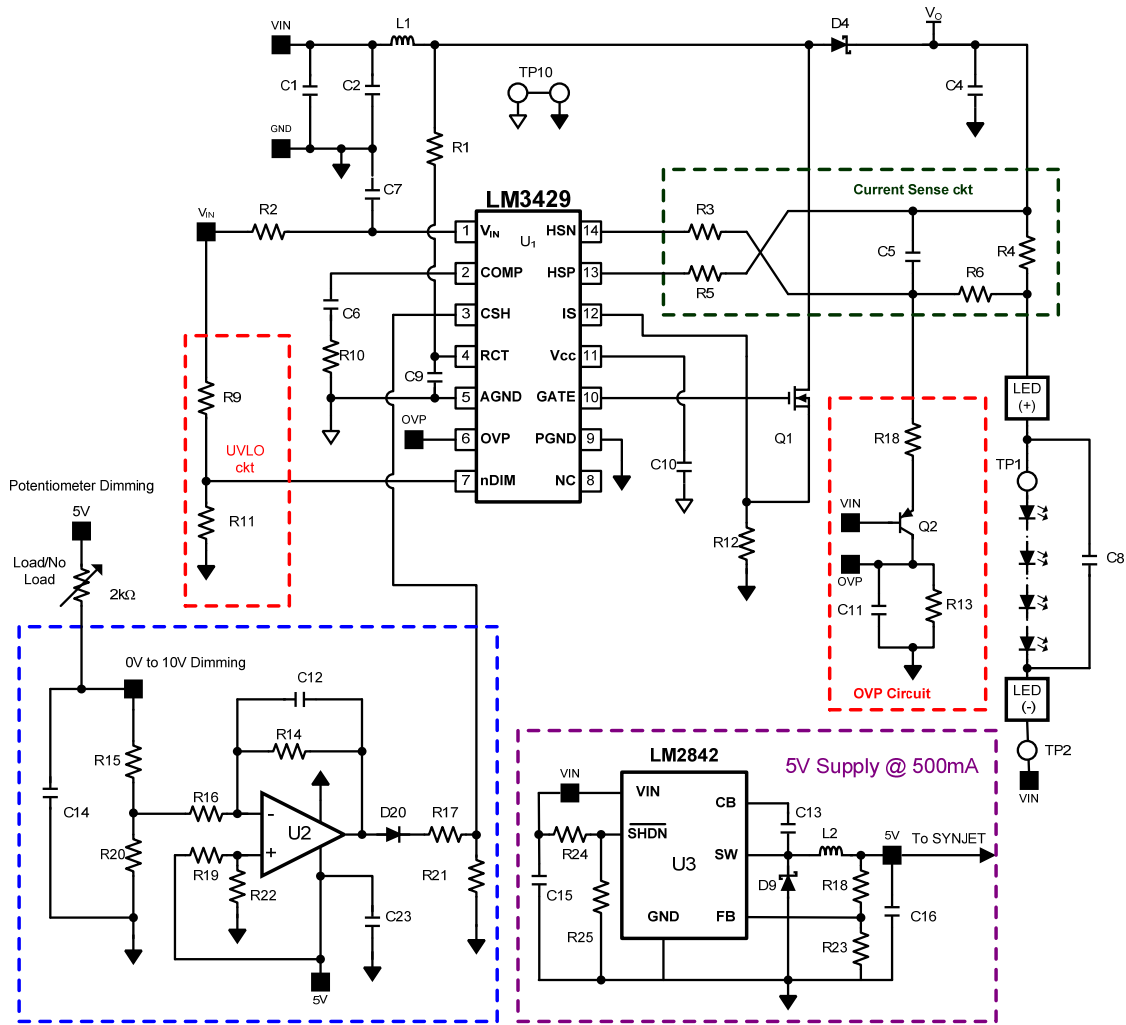 VIN
L1
D4
VO
C1
C2
TP10
C4
GND
R1
C7
LM3429
Current Sense ckt
VIN
R2
1
VIN
U1
HSN
14
R3
C5
R4
2
COMP
HSP
13
R5
R6
C6
3
CSH
IS
12
R10
4
RCT
Vcc
11
C9
LED
(+)
R9
5
AGND
GATE
10
OVP
Q1
R18
6
OVP
PGND
9
UVLO
ckt
C10
TP1
7
nDIM
NC
8
Potentiometer Dimming
5V
R11
VIN
Q2
R12
C8
Load/No
Load
2kΩ
OVP
C11
R13
0V to 10V Dimming
C12
OVP Circuit
LED
(-)
R14
R15
LM2842
5V Supply @ 500mA
TP2
VIN
VIN
VIN
CB
C13
C14
R16
-
U2
D20
R17
SHDN
R24
L2
5V
To SYNJET
R20
+
R19
U3
SW
R21
R22
D9
R18
C15
C23
GND
FB
C16
R25
R23
5V